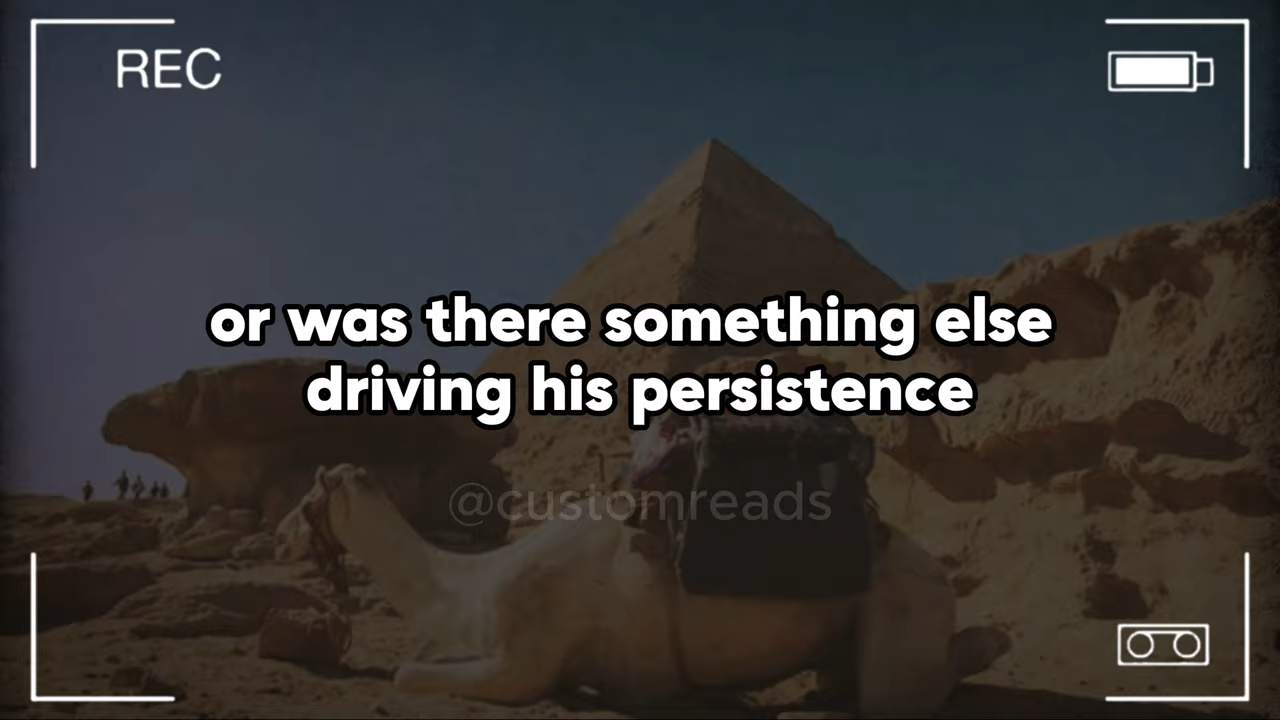 REC
or was there something else
driving his persistence
@customreads